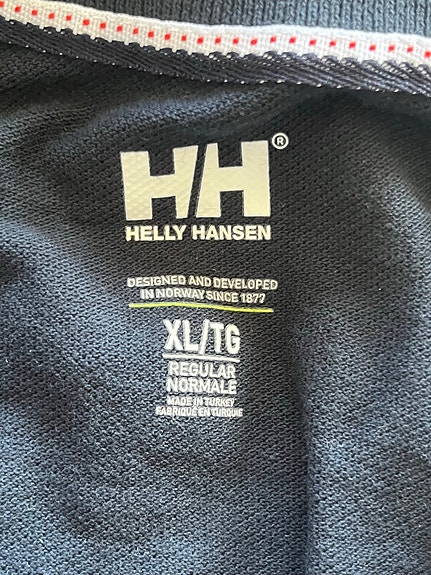 HH®
HELLY HANSEN
DESIGNED AND DEVELOPED
IN NORWAY SINCE 1877
XL/TG
REGULAR
NORMALE
MADE IN TURKEY
FABRIQUÉ EN TURQUIE